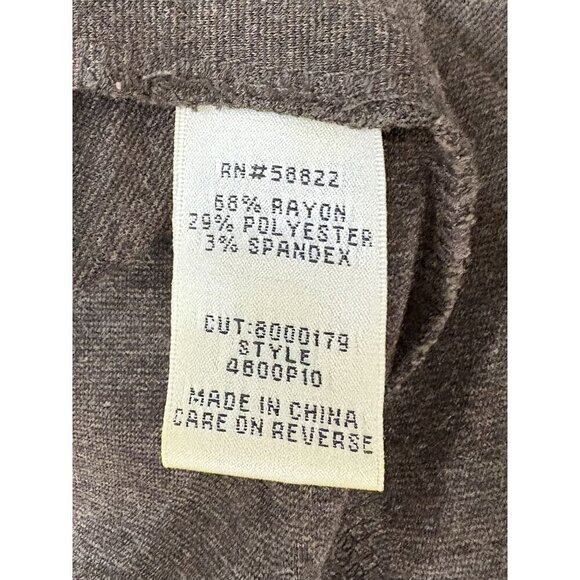 RN#58822
68% RAYON
29% POLYESTER
3% SPANDEX
CUT:8000179
STYLE
4800P10
MADE IN CHINA
CARE ON REVERSE